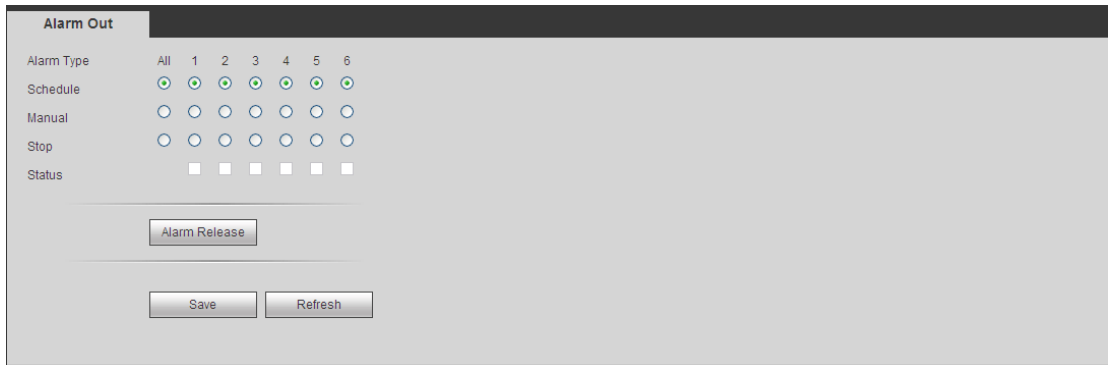 Alarm Out
Alarm Type All 1 2 3 4 5 6
Schedule
Manual
Stop
Status
Alarm Release
Save Refresh